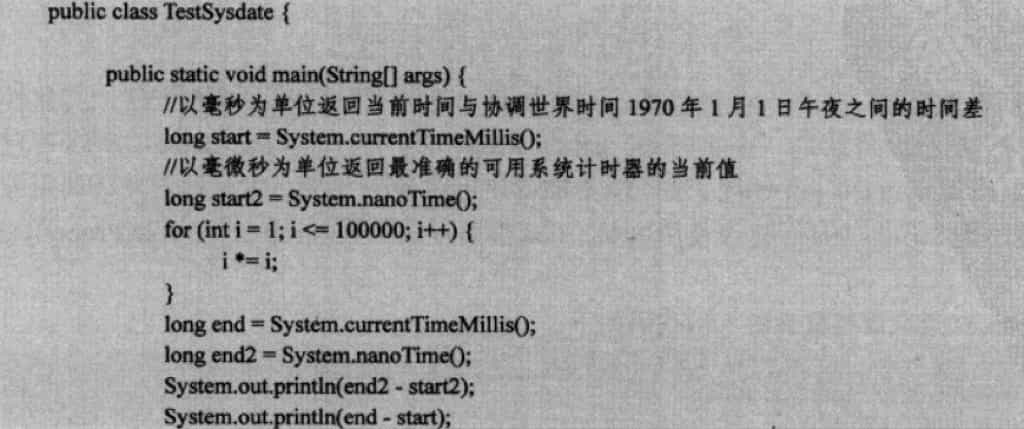 public class TestSysdate {
public static void main(String[] args) {
//以毫秒为单位返回当前时间与协调世界时间 1970 年 1 月 1 日午夜之间的时间差
long start = System.currentTimeMillis();
//以毫微秒为单位返回最准确的可用系统计时器的当前值
long start2 = System.nanoTime();
for (int i = 1; i <= 100000; i++) {
i *= i;
}
long end = System.currentTimeMillis();
long end2 = System.nanoTime();
System.out.println(end2 - start2);
System.out.println(end - start);